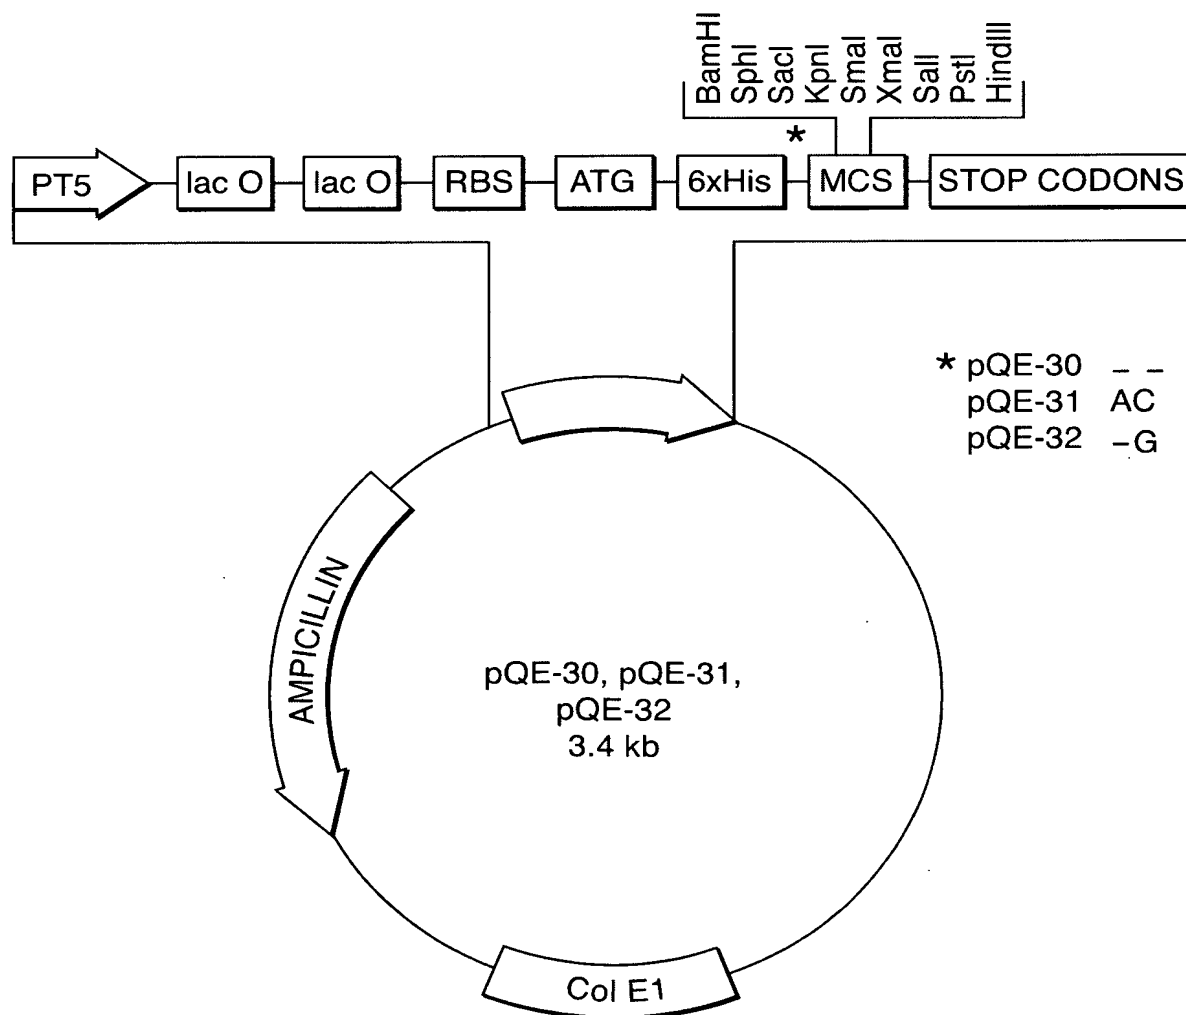 BamHI
SphI
SacI
KpnI
SmaI
XmaI
SalI
PstI
HindIII
*
PT5
lac O
lac O
RBS
ATG
6xHis
MCS
STOP CODONS
* pQE-30 – –
pQE-31 AC
pQE-32 –G
AMPICILLIN
pQE-30, pQE-31,
pQE-32
3.4 kb
Col E1